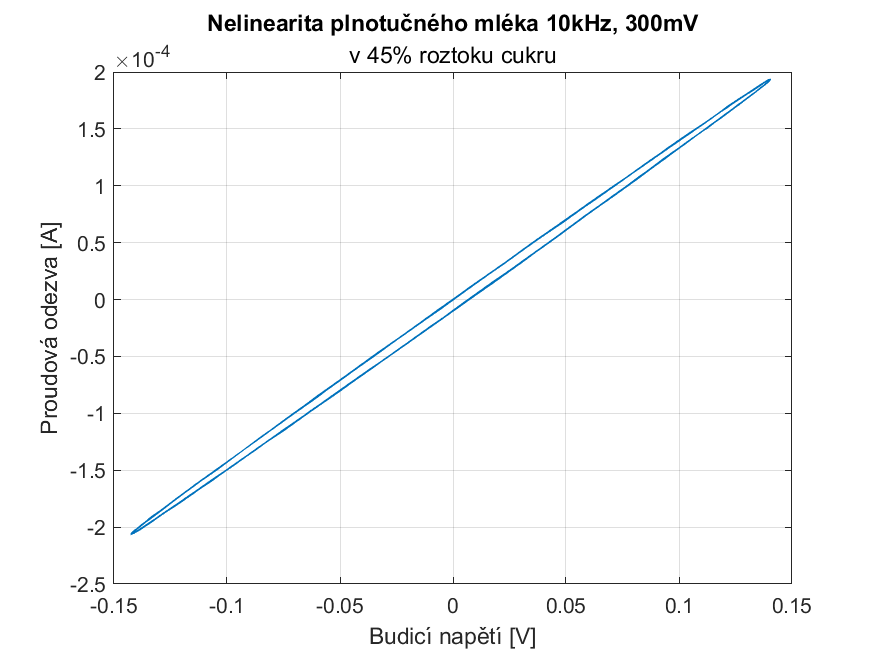 Nelinearita plnotučného mléka 10kHz, 300mV
v 45% roztoku cukru
×10-4
2
1.5
1
0.5
0
-0.5
-1
-1.5
-2
-2.5
-0.15 -0.1 -0.05 0 0.05 0.1 0.15
Budicí napětí [V]
Proudová odezva [A]